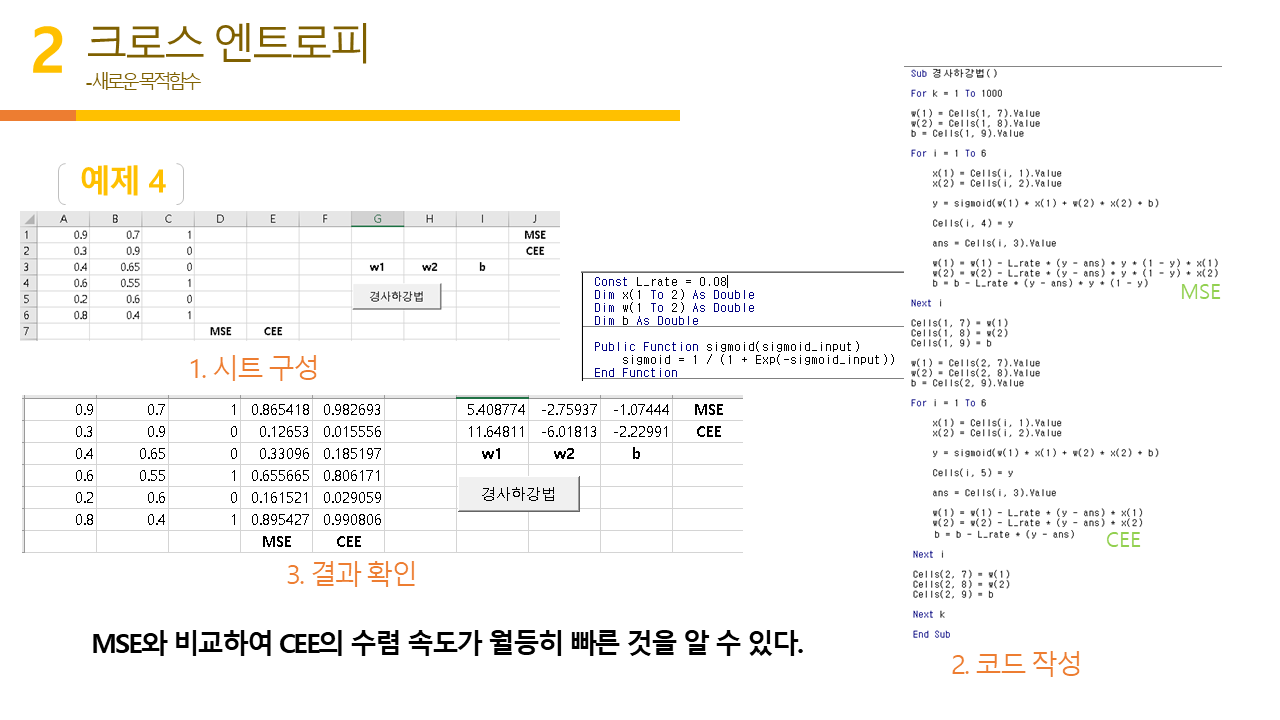 2 크로스 엔트로피
-새로운 목적함수
예제 4
A B C D E F G H I J
1 0.9 0.7 1 MSE
2 0.3 0.9 0 CEE
3 0.4 0.65 0 w1 w2 b
4 0.6 0.55 1
5 0.2 0.6 0 경사하강법
6 0.8 0.4 1
7 MSE CEE
1. 시트 구성
0.9 0.7 1 0.865418 0.982693 5.408774 -2.75937 -1.07444 MSE
0.3 0.9 0 0.12653 0.015556 11.64811 -6.01813 -2.22991 CEE
0.4 0.65 0 0.33096 0.185197 w1 w2 b
0.6 0.55 1 0.655665 0.806171
0.2 0.6 0 0.161521 0.029059 경사하강법
0.8 0.4 1 0.895427 0.990806
MSE CEE
3. 결과 확인
MSE와 비교하여 CEE의 수렴 속도가 월등히 빠른 것을 알 수 있다.
Const L_rate = 0.08
Dim x(1 To 2) As Double
Dim w(1 To 2) As Double
Dim b As Double
Public Function sigmoid(sigmoid_input)
sigmoid = 1 / (1 + Exp(-sigmoid_input))
End Function
Sub 경사하강법()
For k = 1 To 1000
w(1) = Cells(1, 7).Value
w(2) = Cells(1, 8).Value
b = Cells(1, 9).Value
For i = 1 To 6
x(1) = Cells(i, 1).Value
x(2) = Cells(i, 2).Value
y = sigmoid(w(1) * x(1) + w(2) * x(2) + b)
Cells(i, 4) = y
ans = Cells(i, 3).Value
w(1) = w(1) - L_rate * (y - ans) * y * (1 - y) * x(1)
w(2) = w(2) - L_rate * (y - ans) * y * (1 - y) * x(2)
b = b - L_rate * (y - ans) * y * (1 - y)
MSE
Next i
Cells(1, 7) = w(1)
Cells(1, 8) = w(2)
Cells(1, 9) = b
w(1) = Cells(2, 7).Value
w(2) = Cells(2, 8).Value
b = Cells(2, 9).Value
For i = 1 To 6
x(1) = Cells(i, 1).Value
x(2) = Cells(i, 2).Value
y = sigmoid(w(1) * x(1) + w(2) * x(2) + b)
Cells(i, 5) = y
ans = Cells(i, 3).Value
w(1) = w(1) - L_rate * (y - ans) * x(1)
w(2) = w(2) - L_rate * (y - ans) * x(2)
b = b - L_rate * (y - ans)
CEE
Next i
Cells(2, 7) = w(1)
Cells(2, 8) = w(2)
Cells(2, 9) = b
Next k
End Sub
2. 코드 작성